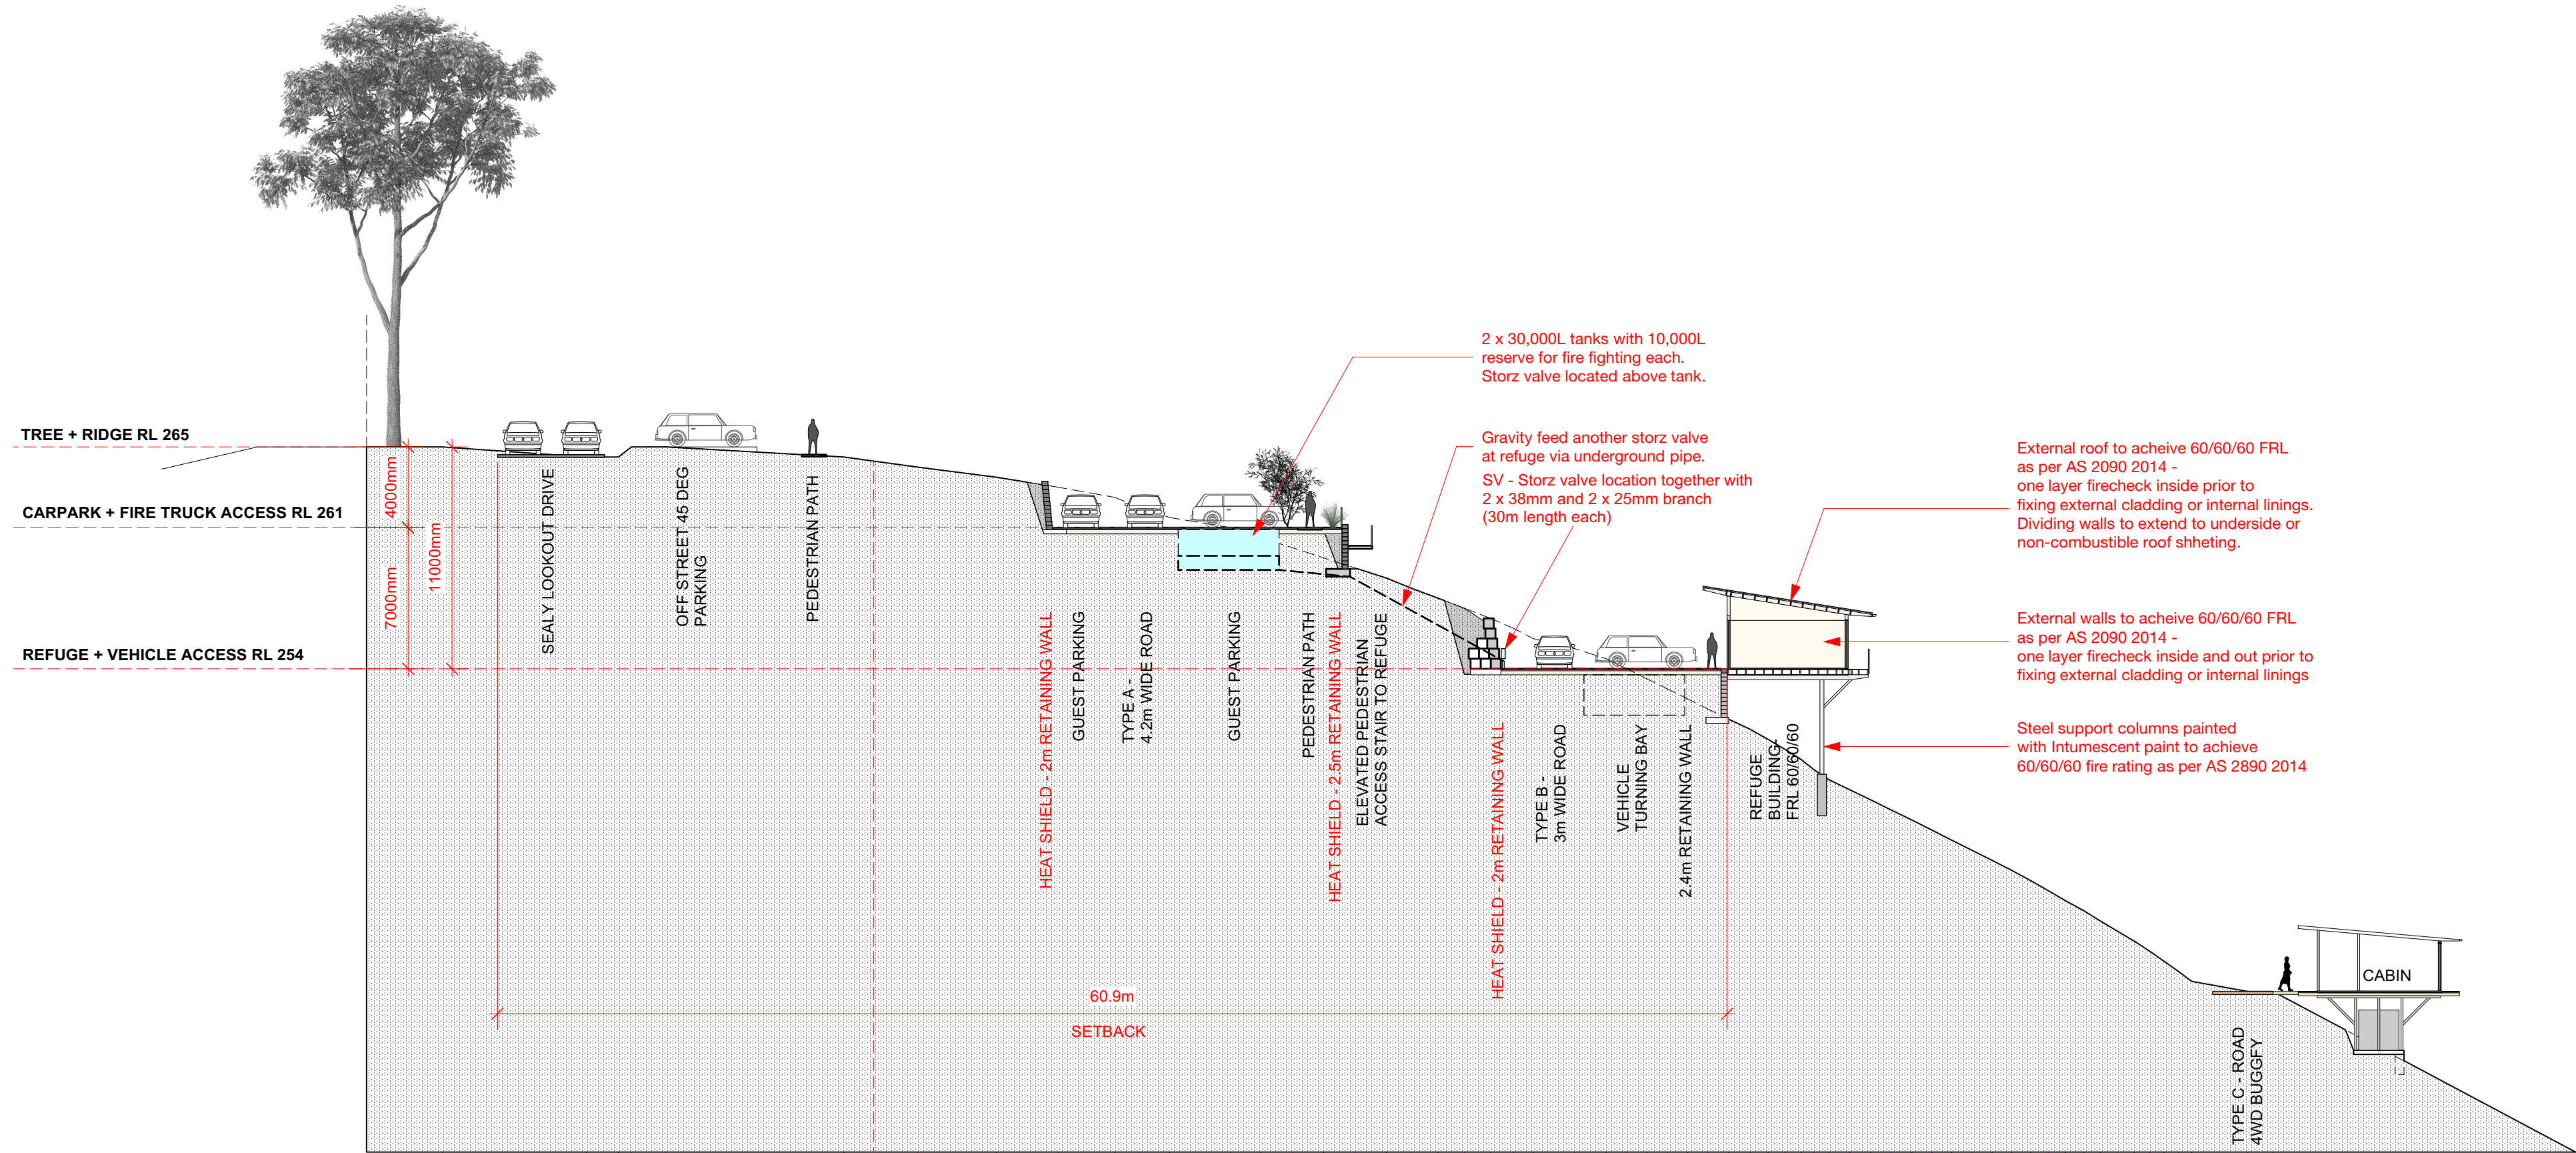 2 x 30,000L tanks with 10,000L
reserve for fire fighting each.
Storz valve located above tank.
TREE + RIDGE RL 265
CARPARK + FIRE TRUCK ACCESS RL 261
REFUGE + VEHICLE ACCESS RL 254
4000mm
7000mm
11000mm
Gravity feed another storz valve
at refuge via underground pipe.
SV - Storz valve location together with
2 x 38mm and 2 x 25mm branch
(30m length each)
External roof to acheive 60/60/60 FRL
as per AS 2090 2014 -
one layer firecheck inside prior to
fixing external cladding or internal linings.
Dividing walls to extend to underside or
non-combustible roof shheting.
External walls to acheive 60/60/60 FRL
as per AS 2090 2014 -
one layer firecheck inside and out prior to
fixing external cladding or internal linings
Steel support columns painted
with Intumescent paint to achieve
60/60/60 fire rating as per AS 2890 2014
SEALY LOOKOUT DRIVE
OFF STREET 45 DEG
PARKING
PEDESTRIAN PATH
HEAT SHIELD - 2m RETAINING WALL
GUEST PARKING
TYPE A -
4.2m WIDE ROAD
GUEST PARKING
PEDESTRIAN PATH
HEAT SHIELD - 2.5m RETAINING WALL
ELEVATED PEDESTRIAN
ACCESS STAIR TO REFUGE
HEAT SHIELD - 2m RETAINING WALL
TYPE B -
3m WIDE ROAD
VEHICLE
TURNING BAY
2.4m RETAINING WALL
REFUGE
BUILDING-
FRL 60/60/60
60.9m
SETBACK
CABIN
TYPE C - ROAD
4WD BUGGFY